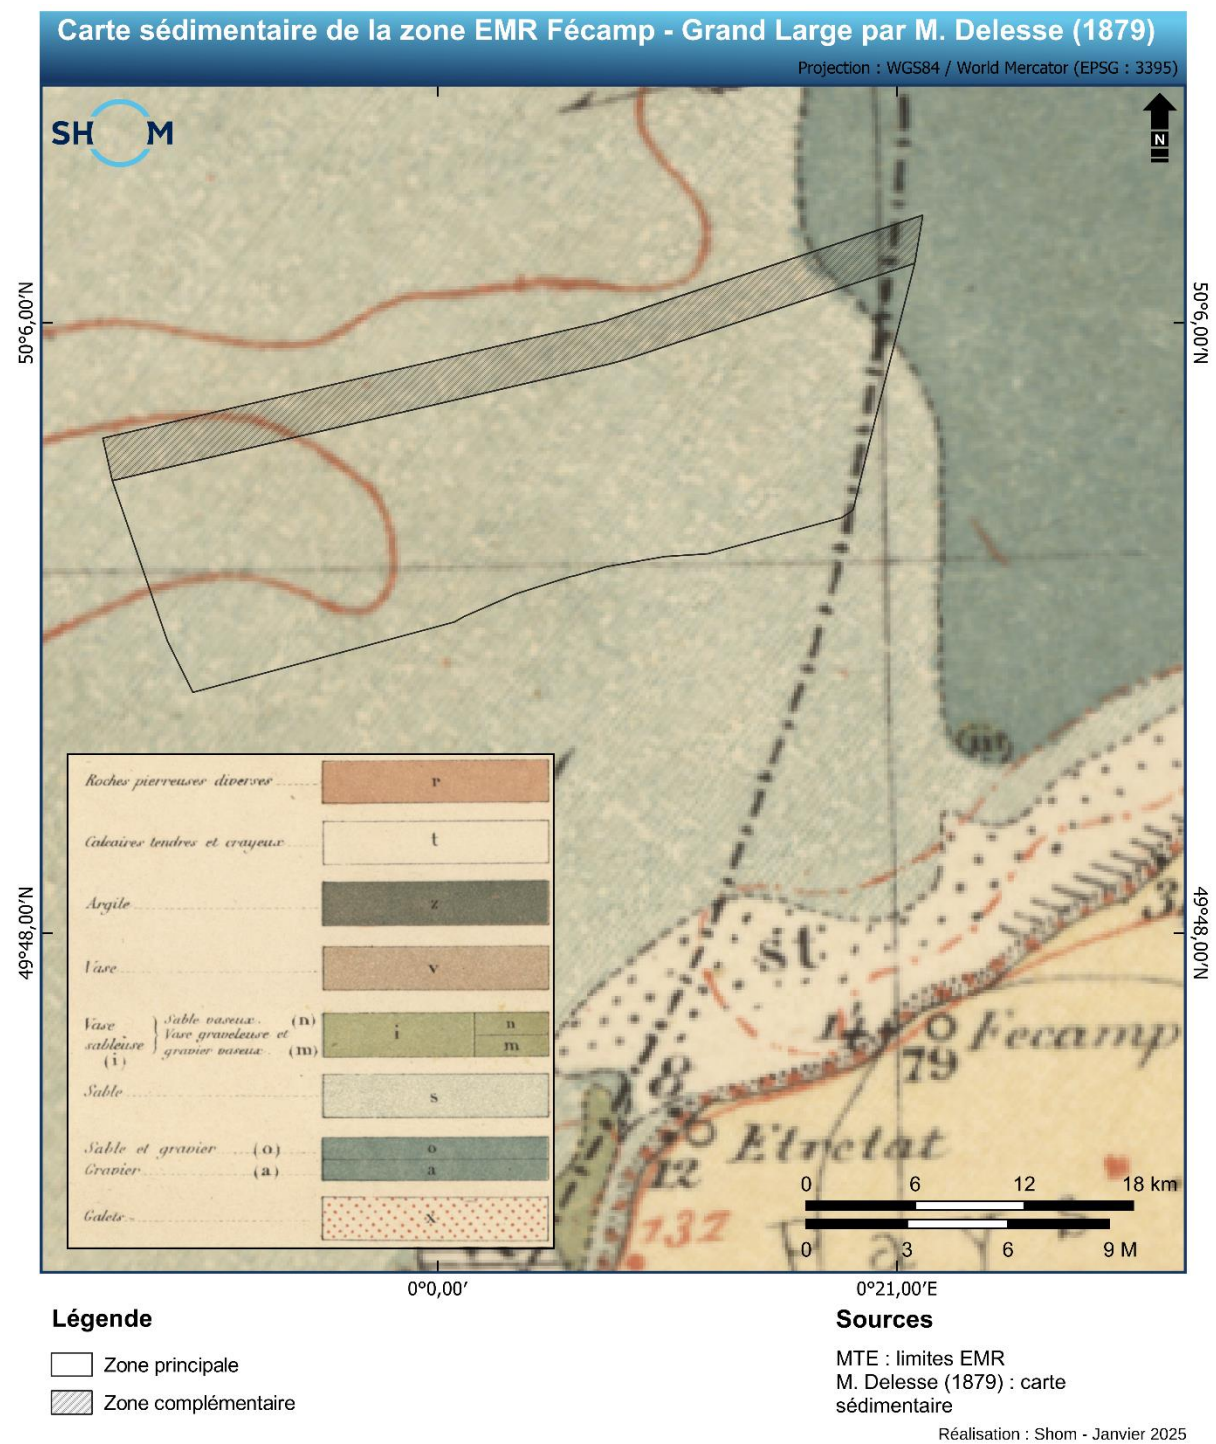 Carte sédimentaire de la zone EMR Fécamp - Grand Large par M. Delesse (1879)
Projection : WGS84 / World Mercator (EPSG : 3395)
SHOM
N
50°6,00'N
50°6,00'N
Roches pierreuses diverses r
Calcaires tendres et crayeux t
Argile z
Vase v
Vase sableuse (i)
Sable vaseux. (n)
Vase graveleuse et gravier vaseux. (m)
i
n
m
Sable s
Sable et gravier (o) o
Gravier (a) a
Galets x
(m)
st
49°48,00'N
49°48,00'N
Fecamp
79
8
Etretat
12
132
0 6 12 18 km
0 3 6 9 M
0°0,00'
0°21,00'E
Légende
Zone principale
Zone complémentaire
Sources
MTE : limites EMR
M. Delesse (1879) : carte
sédimentaire
Réalisation : Shom - Janvier 2025